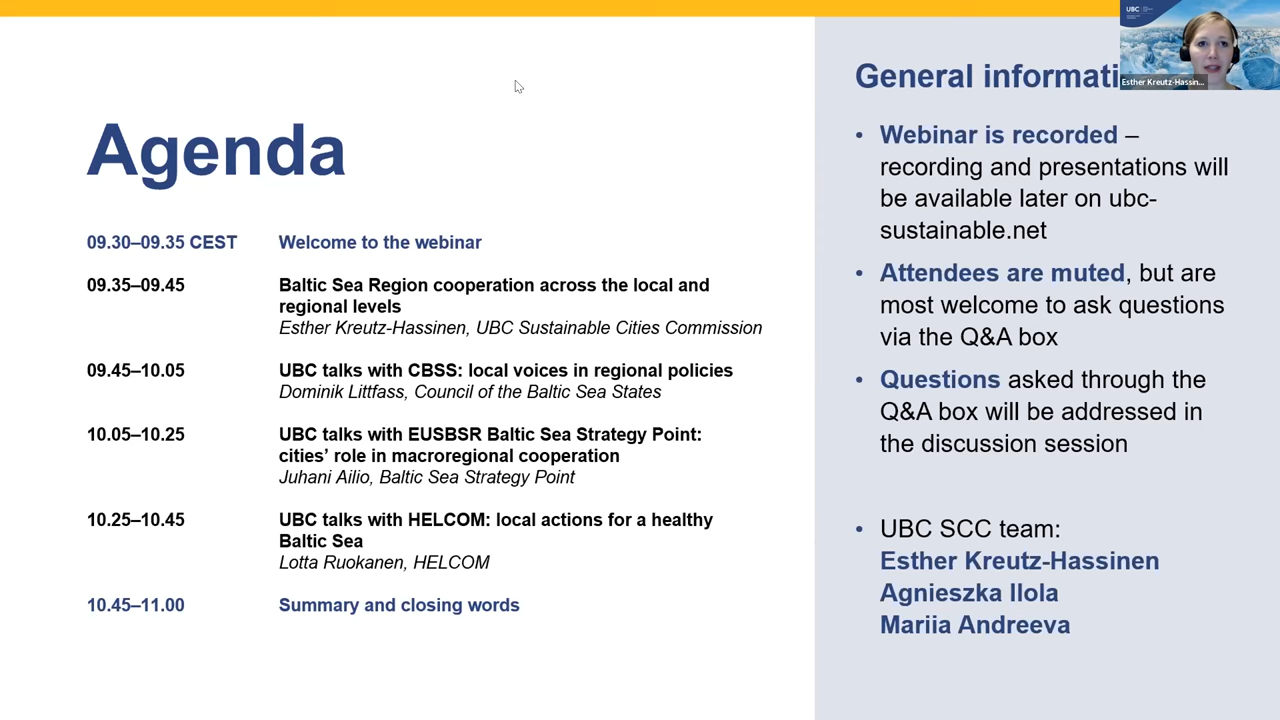 Agenda
09.30–09.35 CEST Welcome to the webinar
09.35–09.45 Baltic Sea Region cooperation across the local and
regional levels
Esther Kreutz-Hassinen, UBC Sustainable Cities Commission
09.45–10.05 UBC talks with CBSS: local voices in regional policies
Dominik Littfass, Council of the Baltic Sea States
10.05–10.25 UBC talks with EUSBSR Baltic Sea Strategy Point:
cities’ role in macroregional cooperation
Juhani Ailio, Baltic Sea Strategy Point
10.25–10.45 UBC talks with HELCOM: local actions for a healthy
Baltic Sea
Lotta Ruokanen, HELCOM
10.45–11.00 Summary and closing words
General informati
• Webinar is recorded –
recording and presentations will
be available later on ubc-
sustainable.net
• Attendees are muted, but are
most welcome to ask questions
via the Q&A box
• Questions asked through the
Q&A box will be addressed in
the discussion session
• UBC SCC team:
Esther Kreutz-Hassinen
Agnieszka Ilola
Mariia Andreeva
UBC
Esther Kreutz-Hassin...